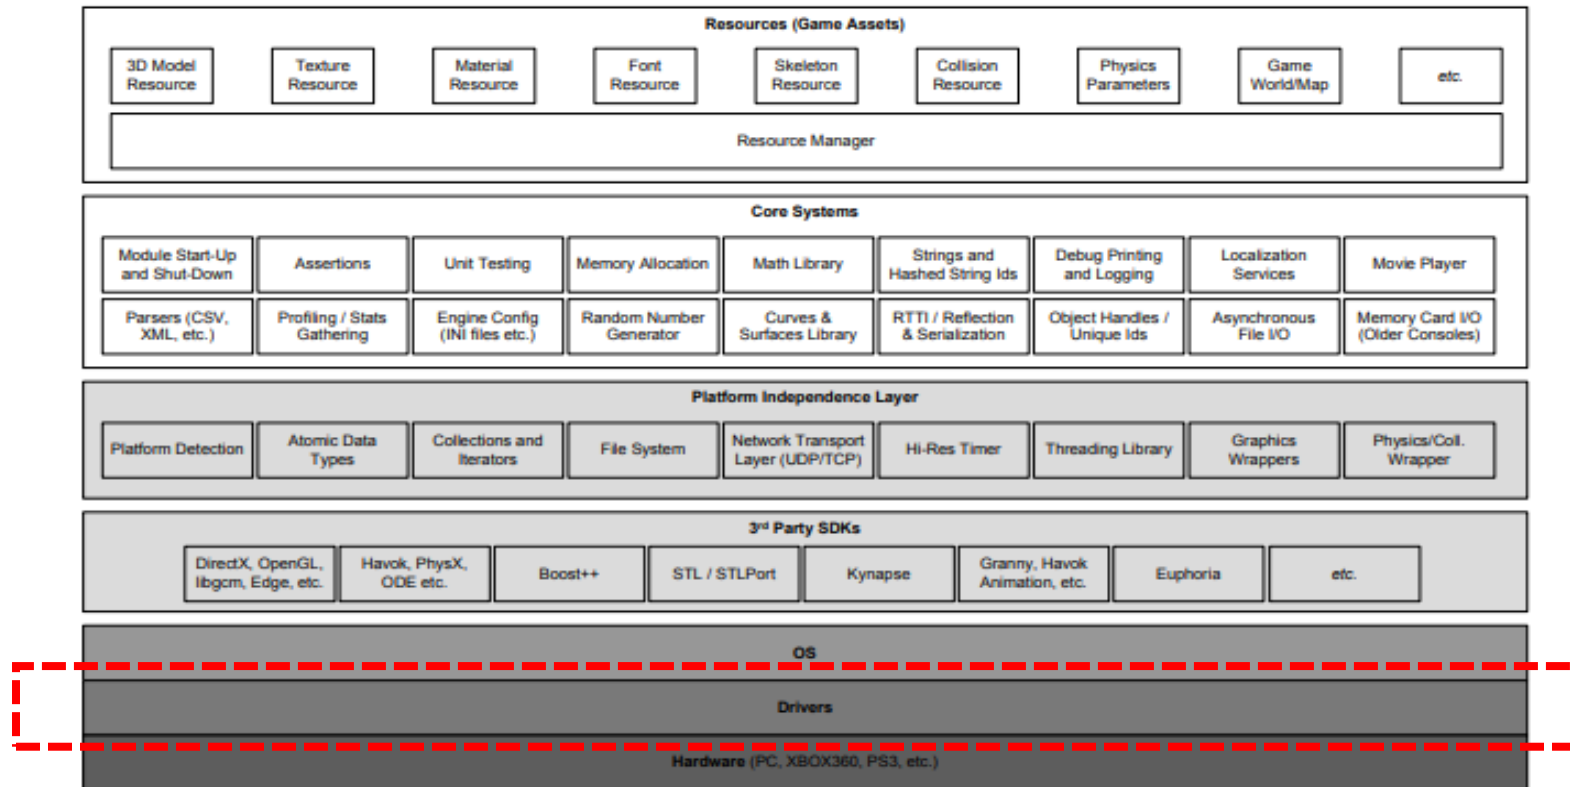 Resources (Game Assets)
3D Model
Resource
Texture
Resource
Material
Resource
Font
Resource
Skeleton
Resource
Collision
Resource
Physics
Parameters
Game
World/Map
etc.
Resource Manager
Core Systems
Module Start-Up
and Shut-Down
Assertions
Unit Testing
Memory Allocation
Math Library
Strings and
Hashed String Ids
Debug Printing
and Logging
Localization
Services
Movie Player
Parsers (CSV,
XML, etc.)
Profiling / Stats
Gathering
Engine Config
(INI files etc.)
Random Number
Generator
Curves &
Surfaces Library
RTTI / Reflection
& Serialization
Object Handles /
Unique Ids
Asynchronous
File I/O
Memory Card I/O
(Older Consoles)
Platform Independence Layer
Platform Detection
Atomic Data
Types
Collections and
Iterators
File System
Network Transport
Layer (UDP/TCP)
Hi-Res Timer
Threading Library
Graphics
Wrappers
Physics/Coll.
Wrapper
3rd Party SDKs
DirectX, OpenGL,
libgcm, Edge, etc.
Havok, PhysX,
ODE etc.
Boost++
STL / STLPort
Kynapse
Granny, Havok
Animation, etc.
Euphoria
etc.
OS
Drivers
Hardware (PC, XBOX360, PS3, etc.)